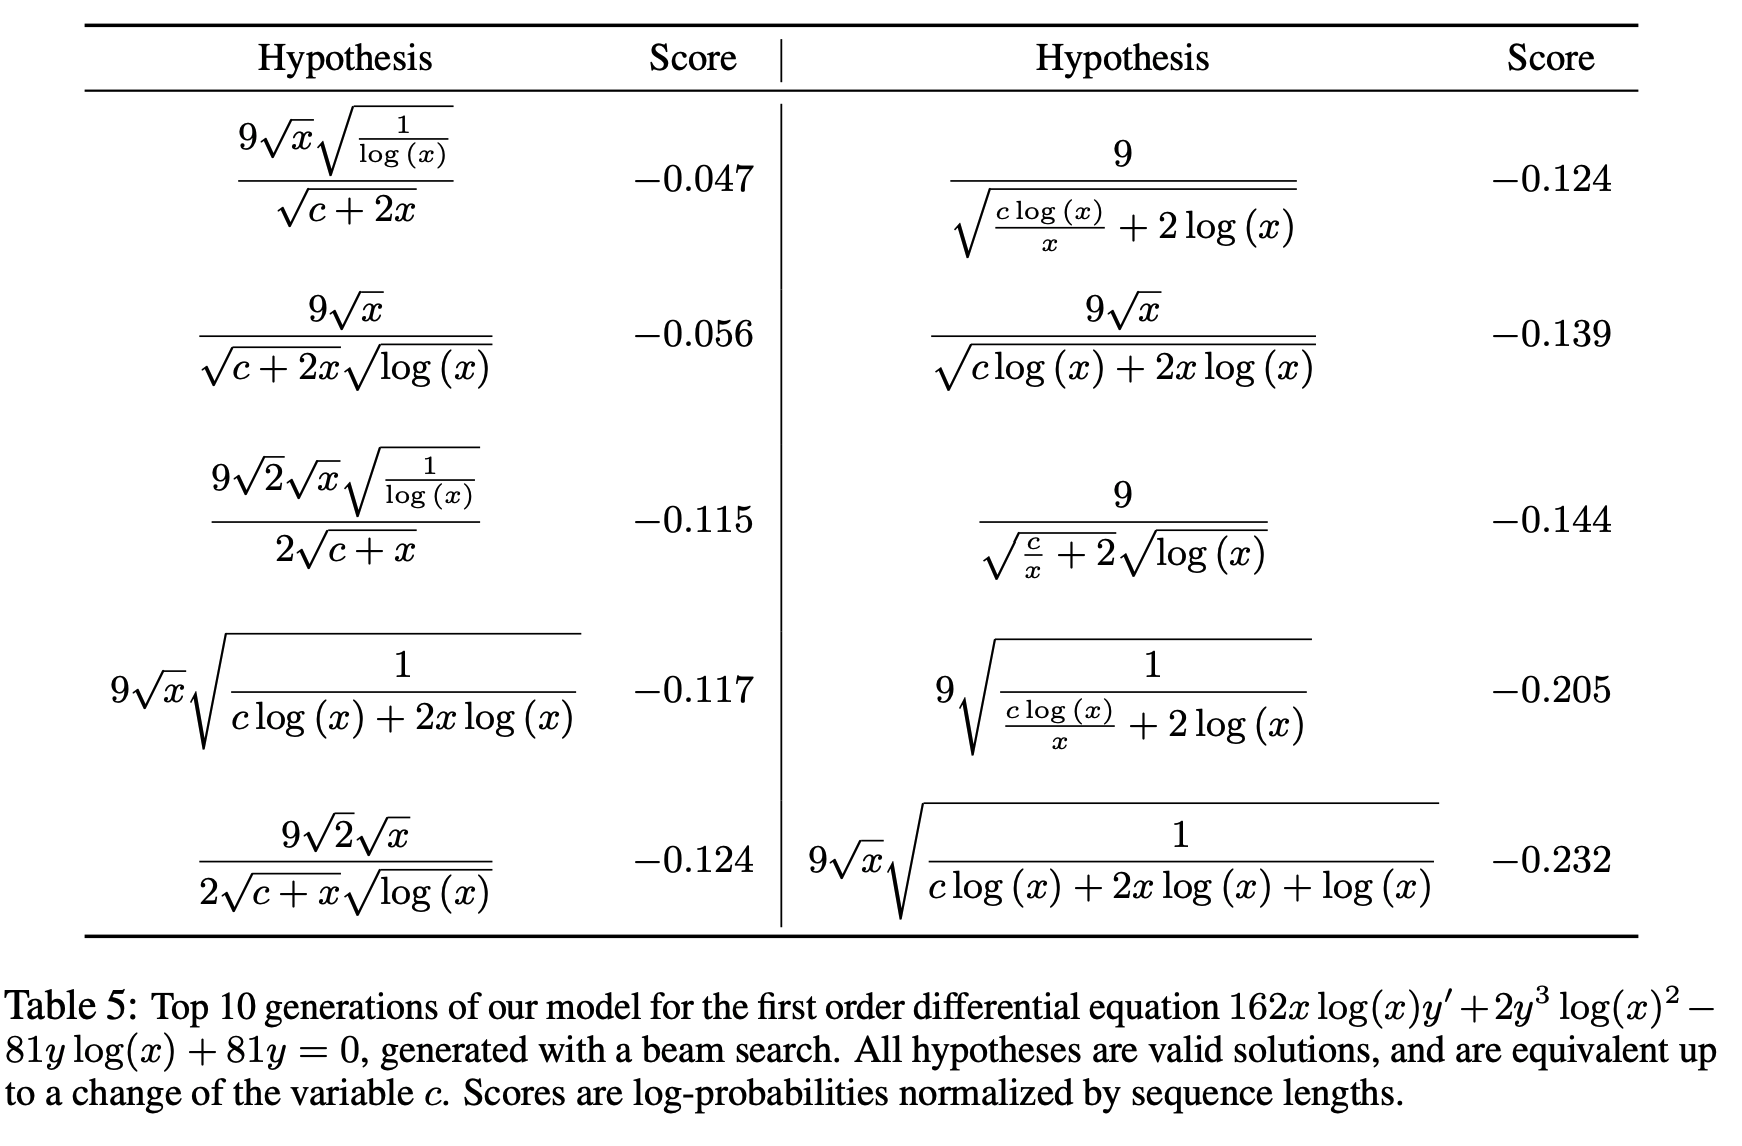 Hypothesis Score Hypothesis Score
$\frac{9\sqrt{x}\sqrt{\frac{1}{\log(x)}}}{\sqrt{c+2x}}$ $-0.047$ $\frac{9}{\sqrt{\frac{c\log(x)}{x}+2\log(x)}}$ $-0.124$
$\frac{9\sqrt{x}}{\sqrt{c+2x}\sqrt{\log(x)}}$ $-0.056$ $\frac{9\sqrt{x}}{\sqrt{c\log(x)+2x\log(x)}}$ $-0.139$
$\frac{9\sqrt{2}\sqrt{x}\sqrt{\frac{1}{\log(x)}}}{2\sqrt{c+x}}$ $-0.115$ $\frac{9}{\sqrt{\frac{c}{x}+2}\sqrt{\log(x)}}$ $-0.144$
$9\sqrt{x}\sqrt{\frac{1}{c\log(x)+2x\log(x)}}$ $-0.117$ $9\sqrt{\frac{1}{\frac{c\log(x)}{x}+2\log(x)}}$ $-0.205$
$\frac{9\sqrt{2}\sqrt{x}}{2\sqrt{c+x}\sqrt{\log(x)}}$ $-0.124$ $9\sqrt{x}\sqrt{\frac{1}{c\log(x)+2x\log(x)+\log(x)}}$ $-0.232$
Table 5: Top 10 generations of our model for the first order differential equation $162x\log(x)y' + 2y^3\log(x)^2 -$
$81y\log(x) + 81y = 0$, generated with a beam search. All hypotheses are valid solutions, and are equivalent up
to a change of the variable $c$. Scores are log-probabilities normalized by sequence lengths.